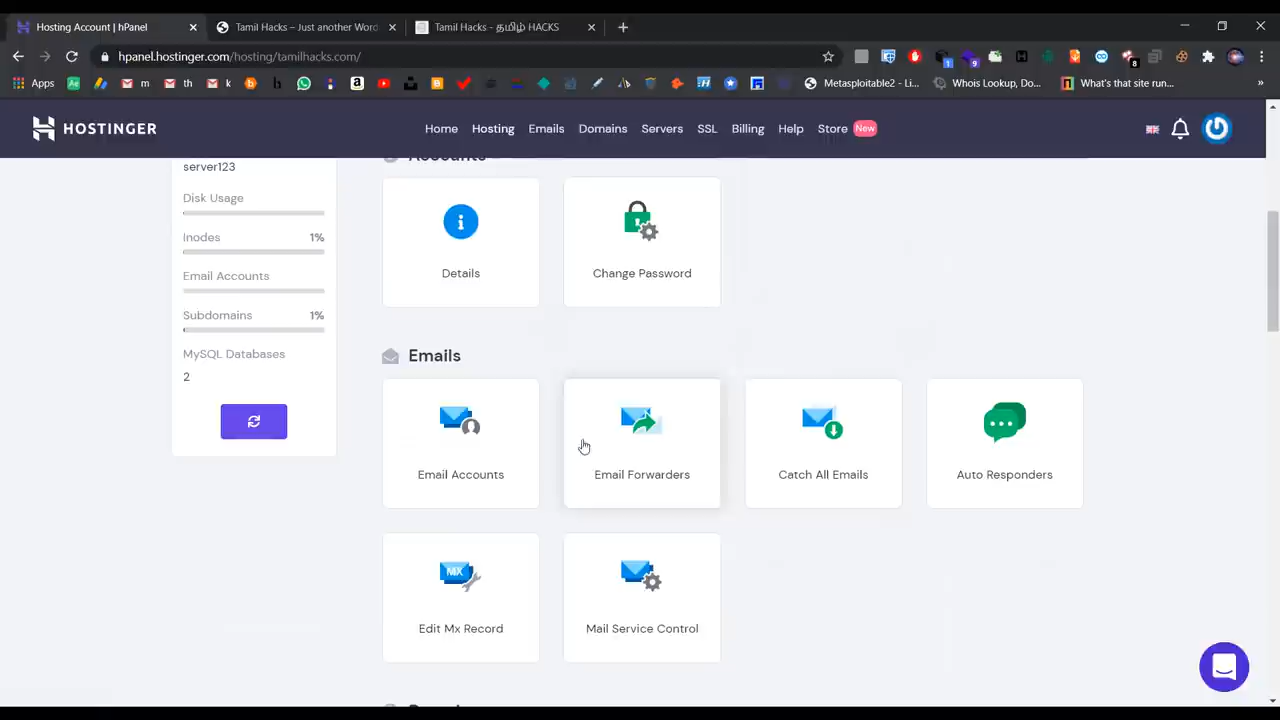 Hosting Account | hPanel
Tamil Hacks – Just another Word
Tamil Hacks - தமிழ் HACKS
hpanel.hostinger.com/hosting/tamilhacks.com/
Apps
m
th
k
Metasploitable2 - Li...
Whois Lookup, Do...
What's that site run...
HOSTINGER
Home
Hosting
Emails
Domains
Servers
SSL
Billing
Help
Store
New
Accounts
server123
Disk Usage
Inodes 1%
Email Accounts
Subdomains 1%
MySQL Databases
2
Details
Change Password
Emails
Email Accounts
Email Forwarders
Catch All Emails
Auto Responders
MX
Edit Mx Record
Mail Service Control